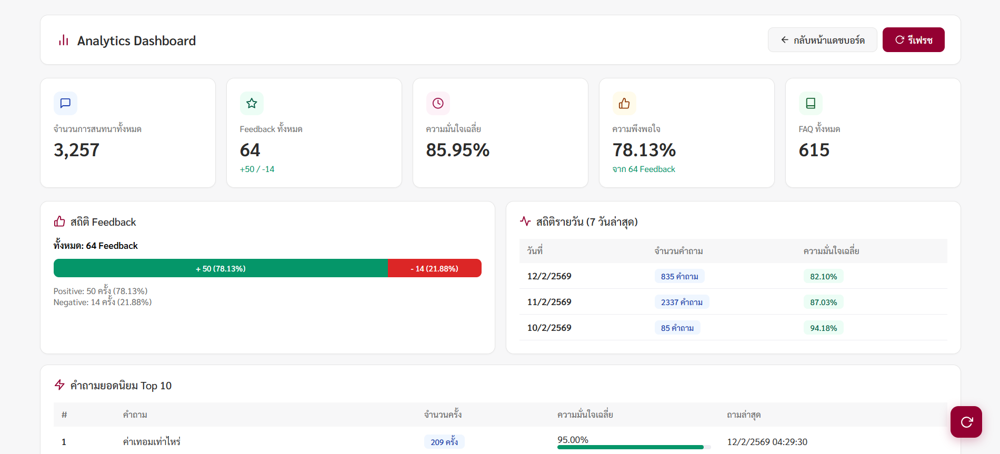 Analytics Dashboard
กลับหน้าแดชบอร์ด
รีเฟรช
จำนวนการสนทนาทั้งหมด
3,257
Feedback ทั้งหมด
64
+50 / -14
ความมั่นใจเฉลี่ย
85.95%
ความพึงพอใจ
78.13%
จาก 64 Feedback
FAQ ทั้งหมด
615
สถิติ Feedback
ทั้งหมด: 64 Feedback
+ 50 (78.13%)
- 14 (21.88%)
Positive: 50 ครั้ง (78.13%)
Negative: 14 ครั้ง (21.88%)
สถิติรายวัน (7 วันล่าสุด)
วันที่ จำนวนคำถาม ความมั่นใจเฉลี่ย
12/2/2569 835 คำถาม 82.10%
11/2/2569 2337 คำถาม 87.03%
10/2/2569 85 คำถาม 94.18%
คำถามยอดนิยม Top 10
# คำถาม จำนวนครั้ง ความมั่นใจเฉลี่ย ถามล่าสุด
1 ค่าเทอมเท่าไหร่ 209 ครั้ง 95.00% 12/2/2569 04:29:30